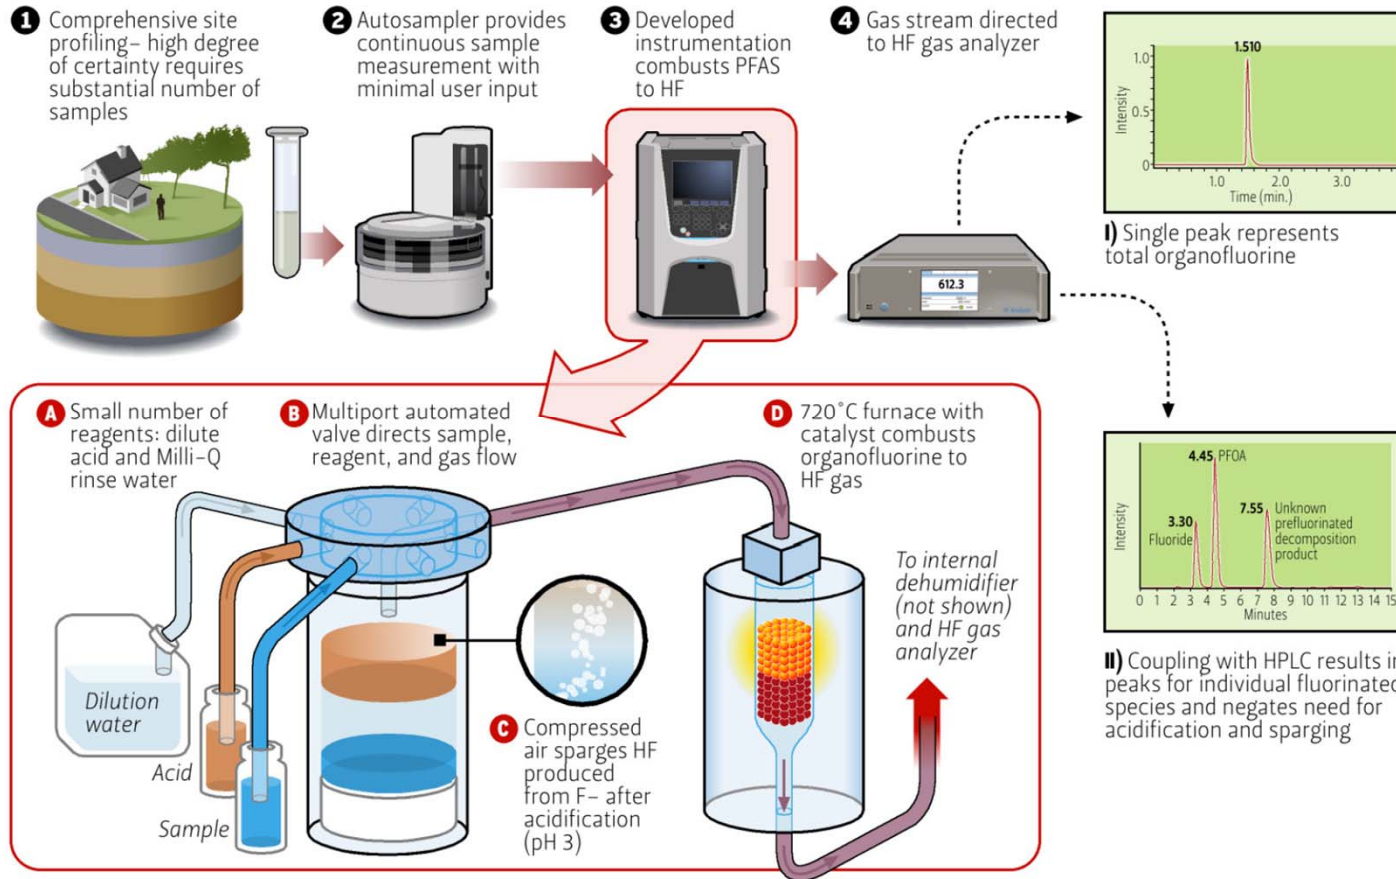 1 Comprehensive site
profiling– high degree
of certainty requires
substantial number of
samples
2 Autosampler provides
continuous sample
measurement with
minimal user input
3 Developed
instrumentation
combusts PFAS
to HF
4 Gas stream directed
to HF gas analyzer
612.3
1.510
Intensity
1.0
0.5
0
1.0 2.0 3.0
Time (min.)
I) Single peak represents
total organofluorine
A Small number of
reagents: dilute
acid and Milli-Q
rinse water
B Multiport automated
valve directs sample,
reagent, and gas flow
D 720°C furnace with
catalyst combusts
organofluorine to
HF gas
Dilution
water
Acid
Sample
C Compressed
air sparges HF
produced
from F– after
acidification
(pH 3)
To internal
dehumidifier
(not shown)
and HF gas
analyzer
Intensity
4.45 PFOA
3.30
Fluoride
7.55 Unknown
prefluorinated
decomposition
product
0 1 2 3 4 5 6 7 8 9 10 11 12 13 14 15
Minutes
II) Coupling with HPLC results in
peaks for individual fluorinated
species and negates need for
acidification and sparging